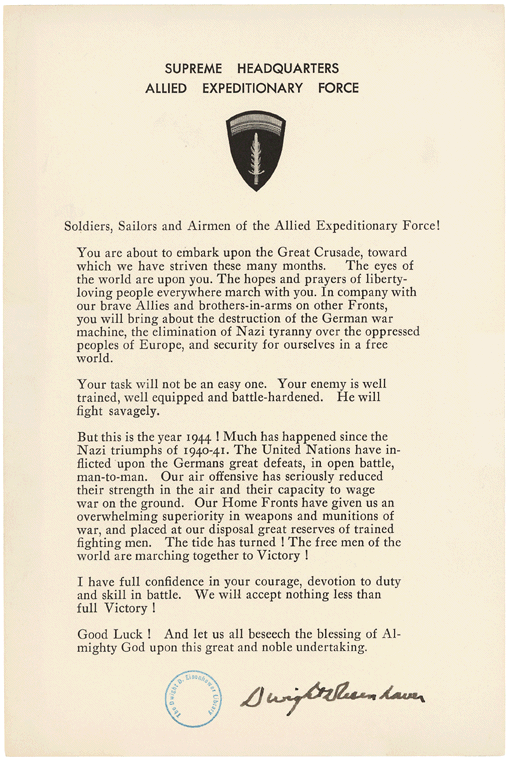 SUPREME HEADQUARTERS
ALLIED EXPEDITIONARY FORCE
Soldiers, Sailors and Airmen of the Allied Expeditionary Force!
You are about to embark upon the Great Crusade, toward
which we have striven these many months. The eyes of
the world are upon you. The hopes and prayers of liberty-
loving people everywhere march with you. In company with
our brave Allies and brothers-in-arms on other Fronts,
you will bring about the destruction of the German war
machine, the elimination of Nazi tyranny over the oppressed
peoples of Europe, and security for ourselves in a free
world.
Your task will not be an easy one. Your enemy is well
trained, well equipped and battle-hardened. He will
fight savagely.
But this is the year 1944 ! Much has happened since the
Nazi triumphs of 1940-41. The United Nations have in-
flicted upon the Germans great defeats, in open battle,
man-to-man. Our air offensive has seriously reduced
their strength in the air and their capacity to wage
war on the ground. Our Home Fronts have given us an
overwhelming superiority in weapons and munitions of
war, and placed at our disposal great reserves of trained
fighting men. The tide has turned ! The free men of the
world are marching together to Victory !
I have full confidence in your courage, devotion to duty
and skill in battle. We will accept nothing less than
full Victory !
Good Luck ! And let us all beseech the blessing of Al-
mighty God upon this great and noble undertaking.
The Dwight D. Eisenhower Library
Dwight D Eisenhower